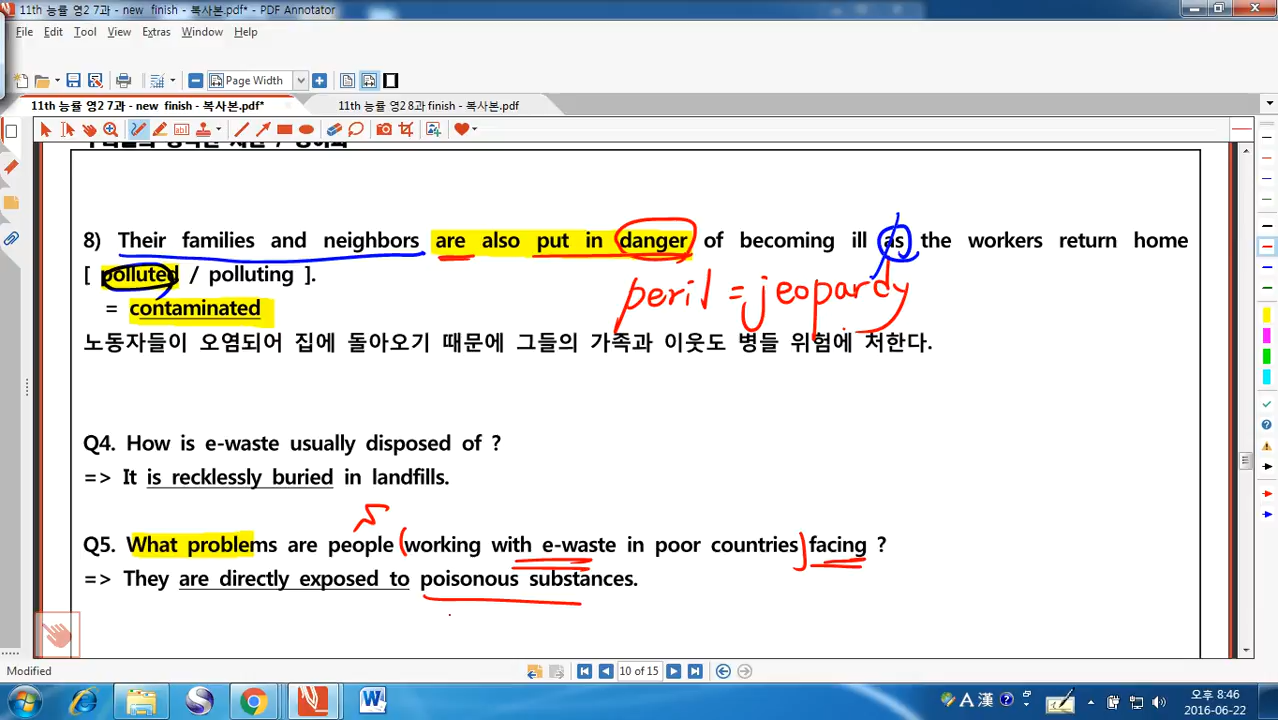 11th 능률 영2 7과 - new finish - 복사본.pdf* - PDF Annotator
File Edit Tool View Extras Window Help
Page Width
11th 능률 영2 7과 - new finish - 복사본.pdf* 11th 능률 영2 8과 finish - 복사본.pdf
8) Their families and neighbors are also put in danger of becoming ill as the workers return home
[ polluted / polluting ].
peril = jeopardy
= contaminated
노동자들이 오염되어 집에 돌아오기 때문에 그들의 가족과 이웃도 병들 위험에 처한다.
Q4. How is e-waste usually disposed of ?
=> It is recklessly buried in landfills.
Q5. What problems are people (working with e-waste in poor countries) facing ?
=> They are directly exposed to poisonous substances.
Modified
10 of 15
A 漢
오후 8:46
2016-06-22